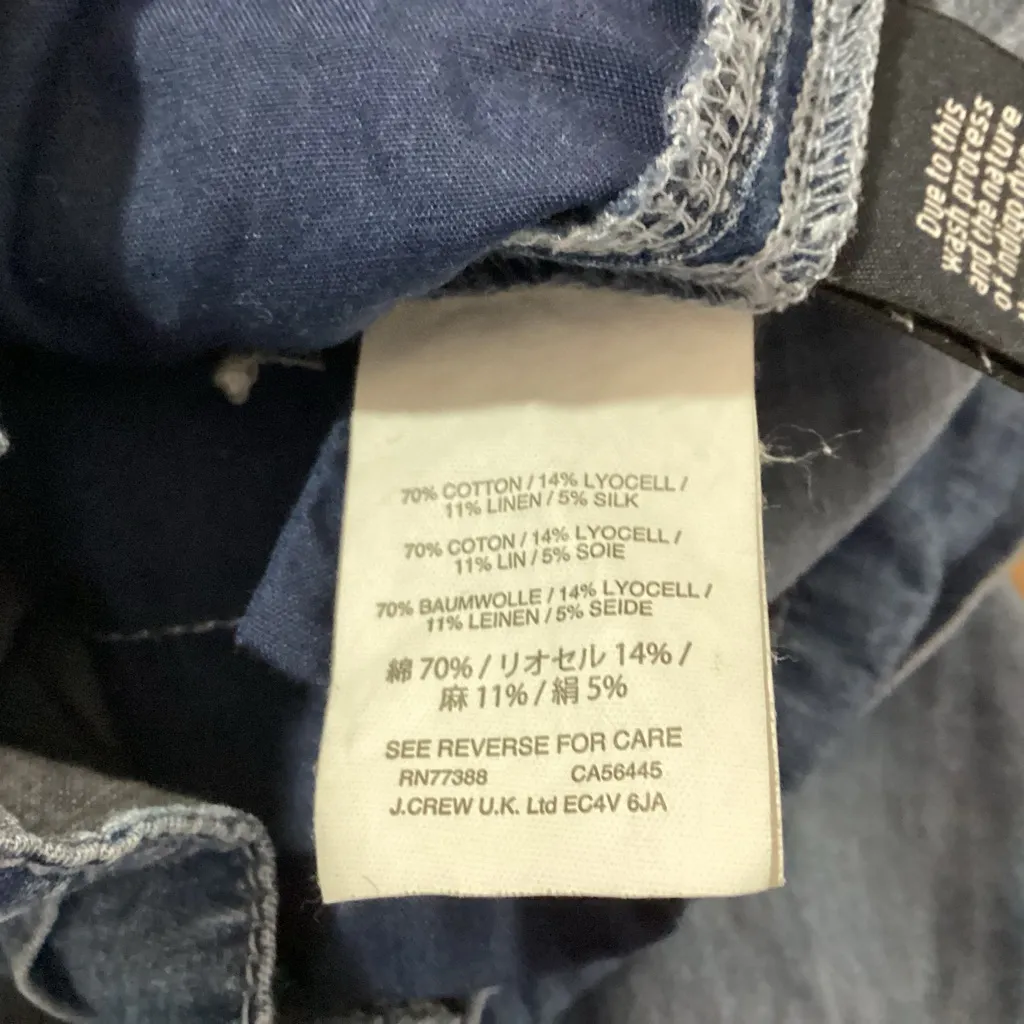 Due to this
wash process
and the nature
of indigo
70% COTTON / 14% LYOCELL /
11% LINEN / 5% SILK
70% COTON / 14% LYOCELL /
11% LIN / 5% SOIE
70% BAUMWOLLE / 14% LYOCELL /
11% LEINEN / 5% SEIDE
綿 70% / リオセル 14% /
麻 11% / 絹 5%
SEE REVERSE FOR CARE
RN77388 CA56445
J.CREW U.K. Ltd EC4V 6JA